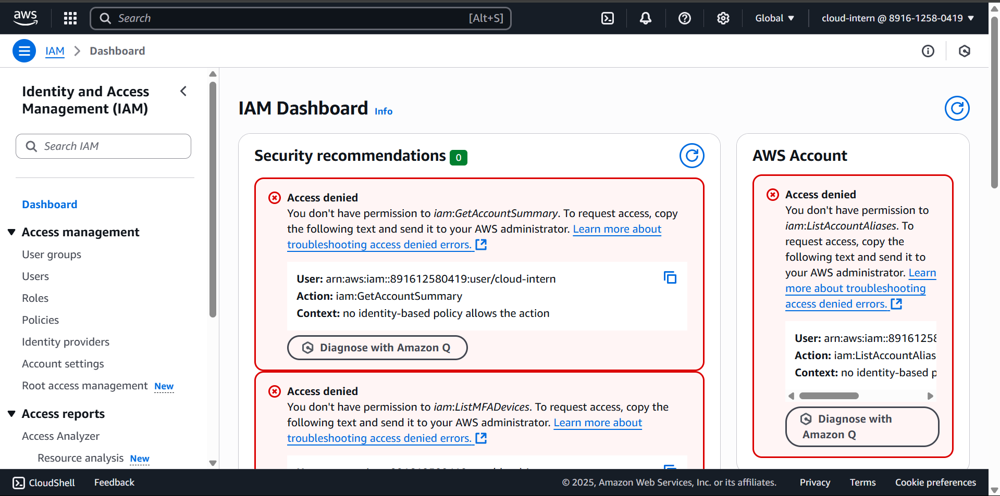 aws
Search [Alt+S]
Global
cloud-intern @ 8916-1258-0419
IAM
Dashboard
Identity and Access
Management (IAM)
Search IAM
Dashboard
Access management
User groups
Users
Roles
Policies
Identity providers
Account settings
Root access management New
Access reports
Access Analyzer
Resource analysis New
IAM Dashboard Info
Security recommendations 0
Access denied
You don't have permission to iam:GetAccountSummary. To request access, copy
the following text and send it to your AWS administrator. Learn more about
troubleshooting access denied errors.
User: arn:aws:iam::891612580419:user/cloud-intern
Action: iam:GetAccountSummary
Context: no identity-based policy allows the action
Diagnose with Amazon Q
Access denied
You don't have permission to iam:ListMFADevices. To request access, copy the
following text and send it to your AWS administrator. Learn more about
troubleshooting access denied errors.
AWS Account
Access denied
You don't have permission to
iam:ListAccountAliases. To
request access, copy the
following text and send it to
your AWS administrator. Learn
more about troubleshooting
access denied errors.
User: arn:aws:iam::89161258
Action: iam:ListAccountAlias
Context: no identity-based p
Diagnose with
Amazon Q
CloudShell
Feedback
© 2025, Amazon Web Services, Inc. or its affiliates.
Privacy
Terms
Cookie preferences